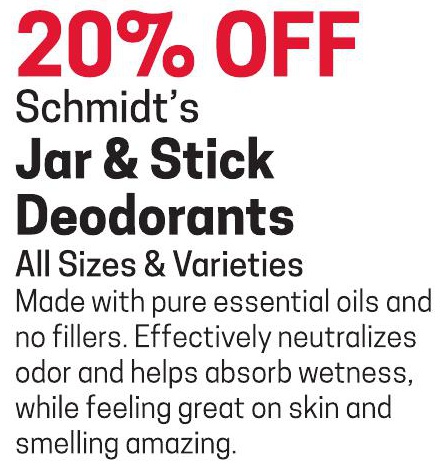 20% OFF
Schmidt's
Jar & Stick
Deodorants
All Sizes & Varieties
Made with pure essential oils and
no fillers. Effectively neutralizes
odor and helps absorb wetness,
while feeling great on skin and
smelling amazing.